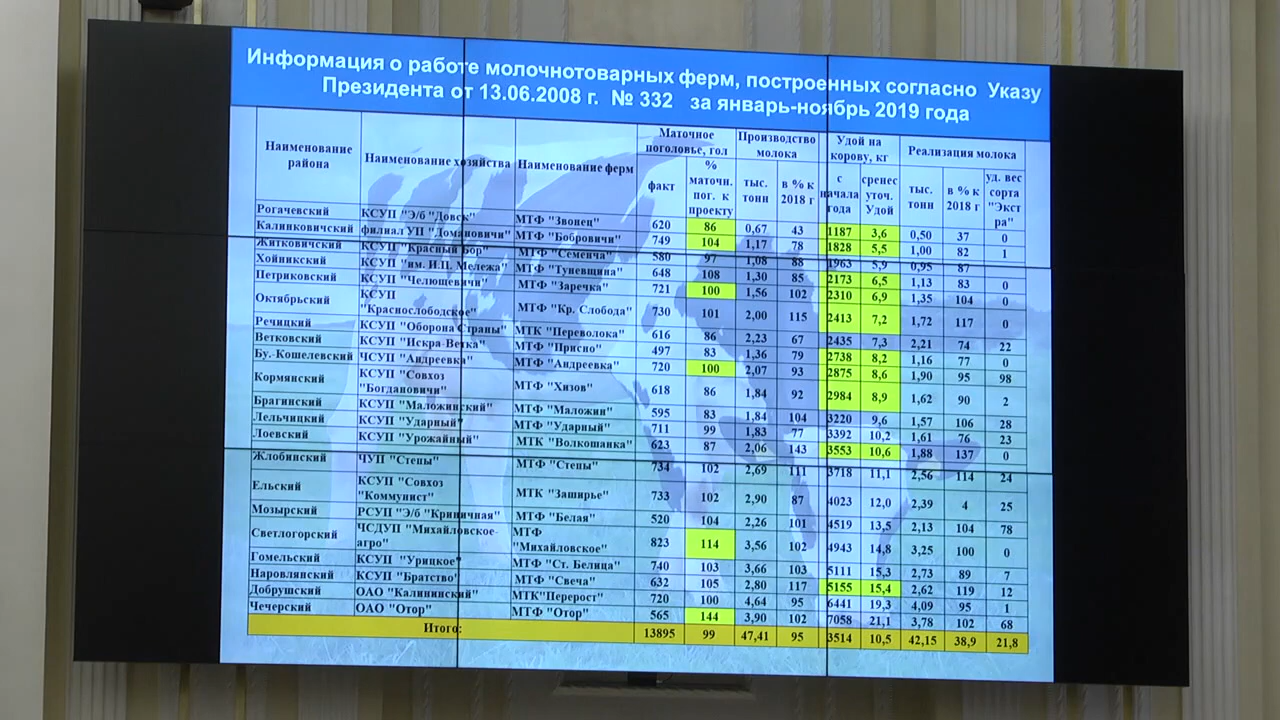 Информация о работе молочнотоварных ферм, построенных согласно Указу
Президента от 13.06.2008 г. № 332 за январь-ноябрь 2019 года
Наименование района | Наименование хозяйства | Наименование ферм | Маточное поголовье, гол | Производство молока | Удой на корову, кг | Реализация молока
факт | % маточн. пог. к проекту | тыс. тонн | в % к 2018 г | с начала года | сренес уточ. Удой | тыс. тонн | в % к 2018 г | уд. вес сорта "Экст ра"
Рогачевский | КСУП "Э/б "Довск" | МТФ "Звонец" | 620 | 86 | 0,67 | 43 | 1187 | 3,6 | 0,50 | 37 | 0
Калинковичский | филиал УП "Домановичи" | МТФ "Бобровичи" | 749 | 104 | 1,17 | 78 | 1828 | 5,5 | 1,00 | 82 | 1
Житковичский | КСУП "Красный Бор" | МТФ "Семенча" | 580 | 97 | 1,08 | 88 | 1963 | 5,9 | 0,95 | 87
Хойникский | КСУП "им. И.П. Мележа" | МТФ "Туневщина" | 648 | 108 | 1,30 | 85 | 2173 | 6,5 | 1,13 | 83 | 0
Петриковский | КСУП "Челющевичи" | МТФ "Заречка" | 721 | 100 | 1,56 | 102 | 2310 | 6,9 | 1,35 | 104 | 0
Октябрьский | КСУП "Краснослободское" | МТФ "Кр. Слобода" | 730 | 101 | 2,00 | 115 | 2413 | 7,2 | 1,72 | 117 | 0
Речицкий | КСУП "Оборона Страны" | МТК "Переволока" | 616 | 86 | 2,23 | 67 | 2435 | 7,3 | 2,21 | 74 | 22
Ветковский | КСУП "Искра-Ветка" | МТФ "Присно" | 497 | 83 | 1,36 | 79 | 2738 | 8,2 | 1,16 | 77 | 0
Бу.-Кошелевский | ЧСУП "Андреевка" | МТФ "Андреевка" | 720 | 100 | 2,07 | 93 | 2875 | 8,6 | 1,90 | 95 | 98
Кормянский | КСУП "Совхоз "Богдановичи" | МТФ "Хизов" | 618 | 86 | 1,84 | 92 | 2984 | 8,9 | 1,62 | 90 | 2
Брагинский | КСУП "Маложинский" | МТФ "Маложин" | 595 | 83 | 1,84 | 104 | 3220 | 9,6 | 1,57 | 106 | 28
Лельчицкий | КСУП "Ударный" | МТФ "Ударный" | 711 | 99 | 1,83 | 77 | 3392 | 10,2 | 1,61 | 76 | 23
Лоевский | КСУП "Урожайный" | МТК "Волкошанка" | 623 | 87 | 2,06 | 143 | 3553 | 10,6 | 1,88 | 137 | 0
Жлобинский | ЧУП "Степы" | МТФ "Степы" | 734 | 102 | 2,69 | 111 | 3718 | 11,1 | 2,56 | 114 | 24
Ельский | КСУП "Совхоз "Коммунист" | МТК "Заширье" | 733 | 102 | 2,90 | 87 | 4023 | 12,0 | 2,39 | 4 | 25
Мозырский | РСУП "Э/б "Криничная" | МТФ "Белая" | 520 | 104 | 2,26 | 101 | 4519 | 13,5 | 2,13 | 104 | 78
Светлогорский | ЧСДУП "Михайловское-агро" | МТФ "Михайловское" | 823 | 114 | 3,56 | 102 | 4943 | 14,8 | 3,25 | 100 | 0
Гомельский | КСУП "Урицкое" | МТФ "Ст. Белица" | 740 | 103 | 3,66 | 103 | 5111 | 15,3 | 2,73 | 89 | 7
Наровлянский | КСУП "Братство" | МТФ "Свеча" | 632 | 105 | 2,80 | 117 | 5155 | 15,4 | 2,62 | 119 | 12
Добрушский | ОАО "Калининский" | МТК"Перерост" | 720 | 100 | 4,64 | 95 | 6441 | 19,3 | 4,09 | 95 | 1
Чечерский | ОАО "Отор" | МТФ "Отор" | 565 | 144 | 3,90 | 102 | 7058 | 21,1 | 3,78 | 102 | 68
Итого: | 13895 | 99 | 47,41 | 95 | 3514 | 10,5 | 42,15 | 38,9 | 21,8